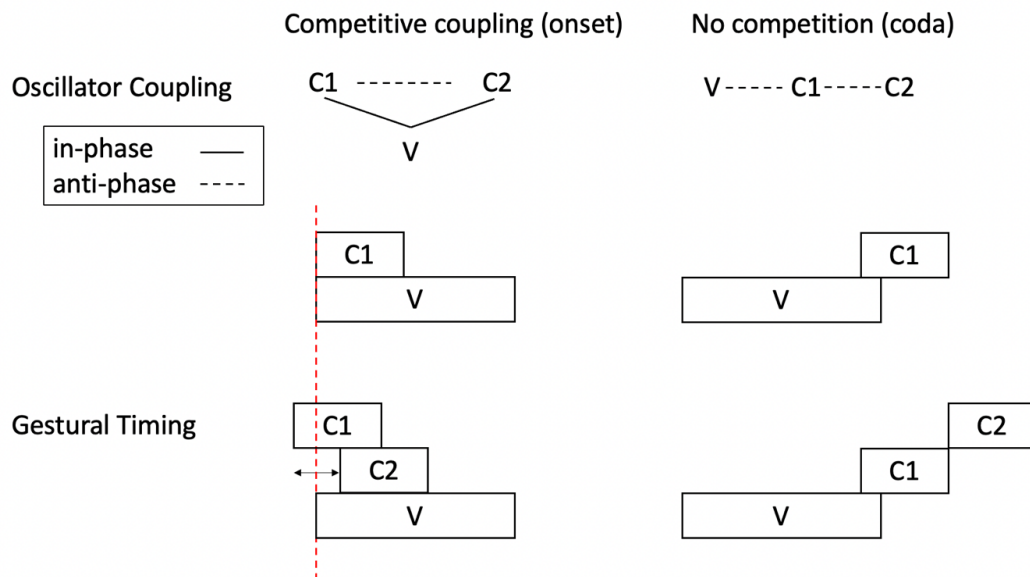 Competitive coupling (onset) No competition (coda)
Oscillator Coupling C1 C2 V C1 C2
V
in-phase
anti-phase
C1 C1
V V
Gestural Timing C1 C2
C2 C1
V V